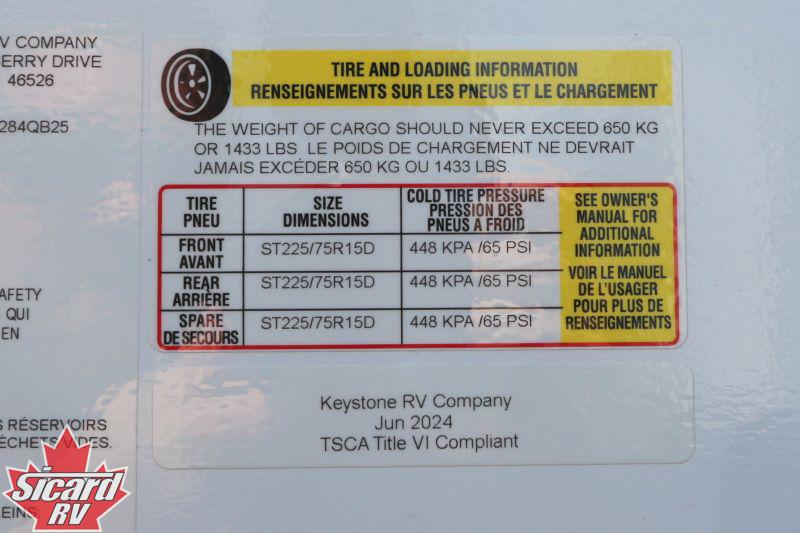 V COMPANY
ERRY DRIVE
46526
284QB25
AFETY
QUI
EN
S RÉSERVOIRS
ÉCHETS VIDES.
LEINS
TIRE AND LOADING INFORMATION
RENSEIGNEMENTS SUR LES PNEUS ET LE CHARGEMENT
THE WEIGHT OF CARGO SHOULD NEVER EXCEED 650 KG
OR 1433 LBS. LE POIDS DE CHARGEMENT NE DEVRAIT
JAMAIS EXCÉDER 650 KG OU 1433 LBS.
TIRE
PNEU
SIZE
DIMENSIONS
COLD TIRE PRESSURE
PRESSION DES
PNEUS A FROID
FRONT
AVANT
ST225/75R15D
448 KPA /65 PSI
REAR
ARRIÈRE
ST225/75R15D
448 KPA /65 PSI
SPARE
DE SECOURS
ST225/75R15D
448 KPA /65 PSI
SEE OWNER'S
MANUAL FOR
ADDITIONAL
INFORMATION
VOIR LE MANUEL
DE L'USAGER
POUR PLUS DE
RENSEIGNEMENTS
Keystone RV Company
Jun 2024
TSCA Title VI Compliant
Sicard
RV